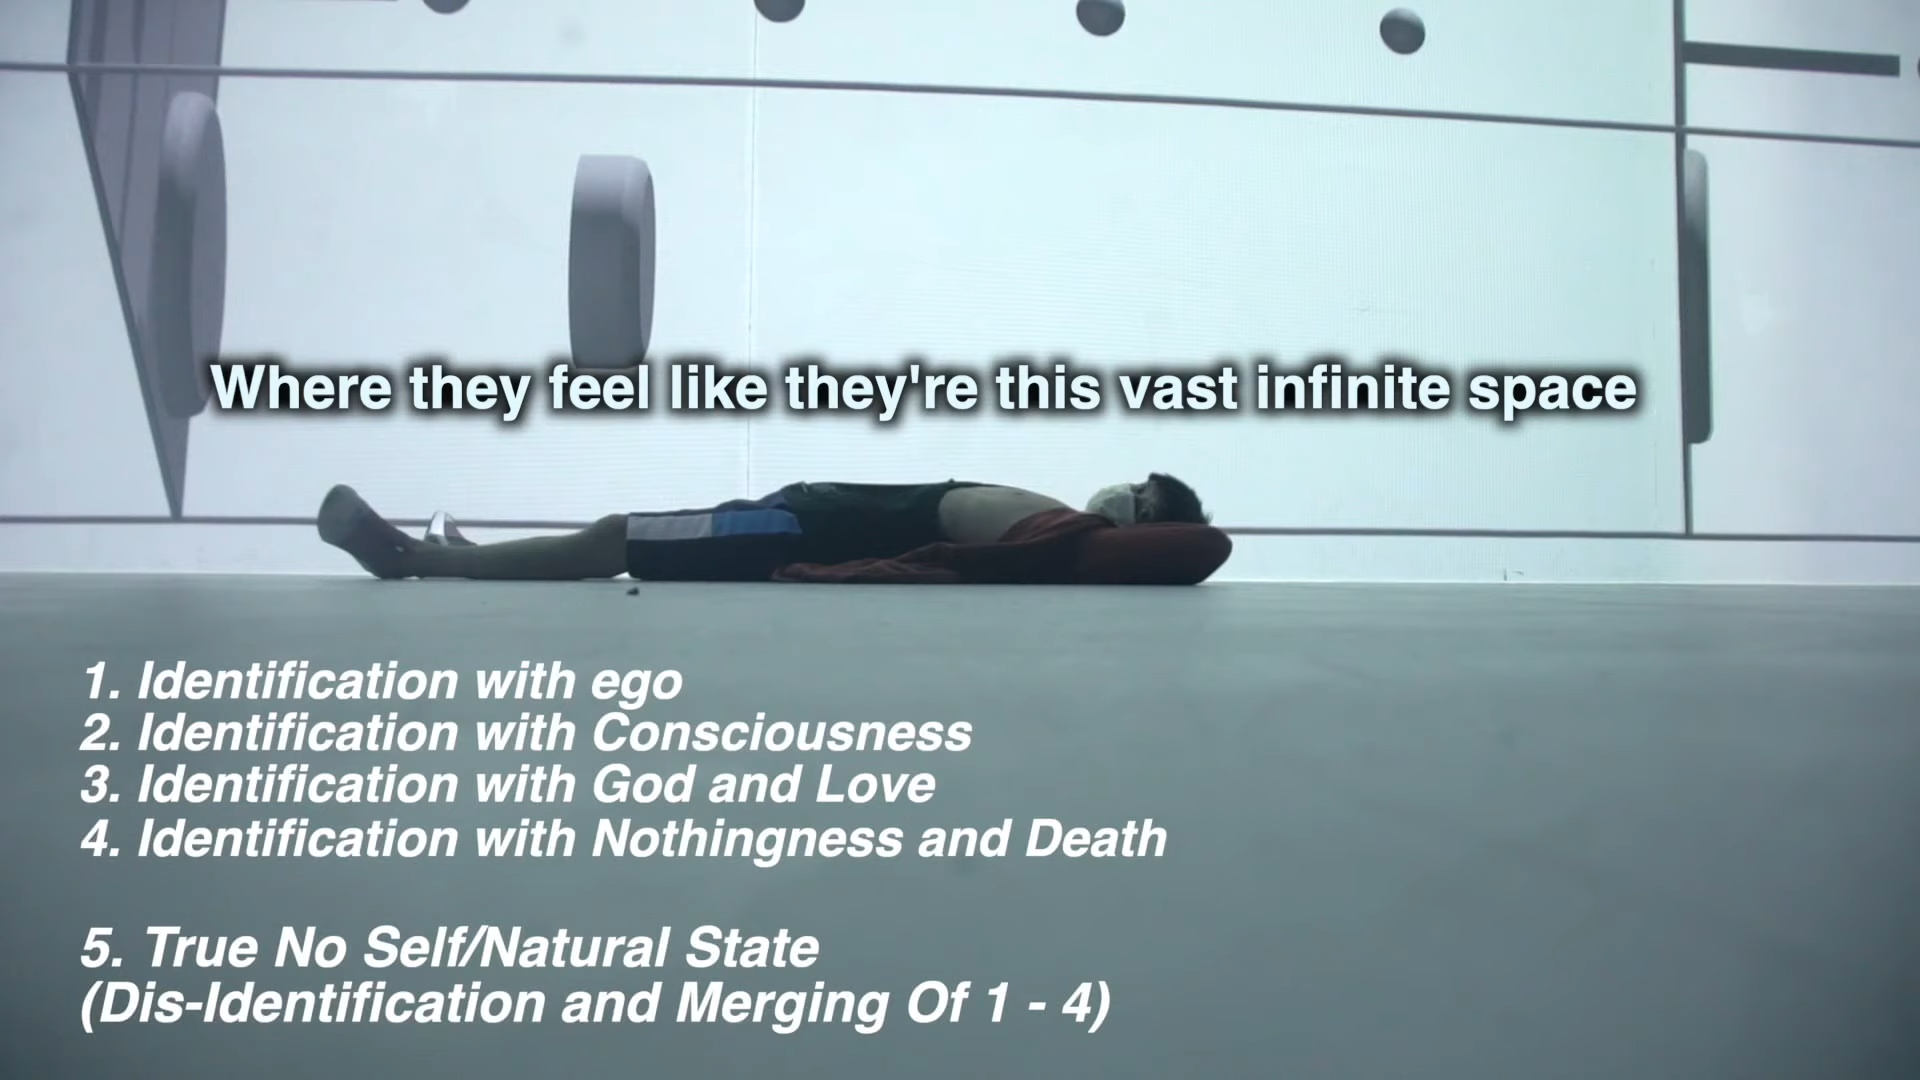 Where they feel like they're this vast infinite space
1. Identification with ego
2. Identification with Consciousness
3. Identification with God and Love
4. Identification with Nothingness and Death
5. True No Self/Natural State
(Dis-Identification and Merging Of 1 - 4)